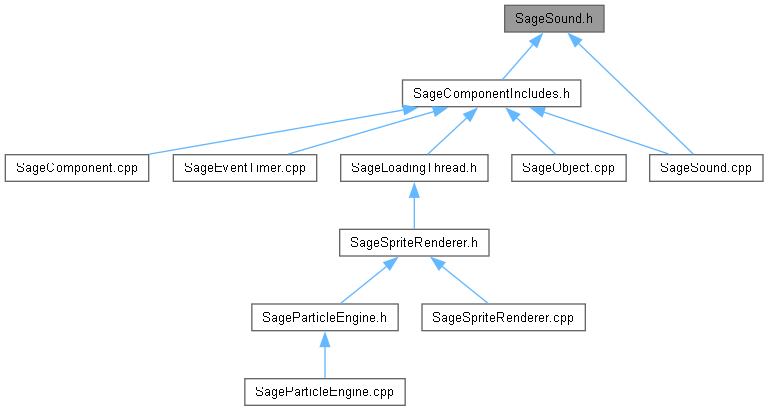 SageSound.h
SageComponentIncludes.h
SageComponent.cpp
SageEventTimer.cpp
SageLoadingThread.h
SageObject.cpp
SageSound.cpp
SageSpriteRenderer.h
SageParticleEngine.h
SageSpriteRenderer.cpp
SageParticleEngine.cpp